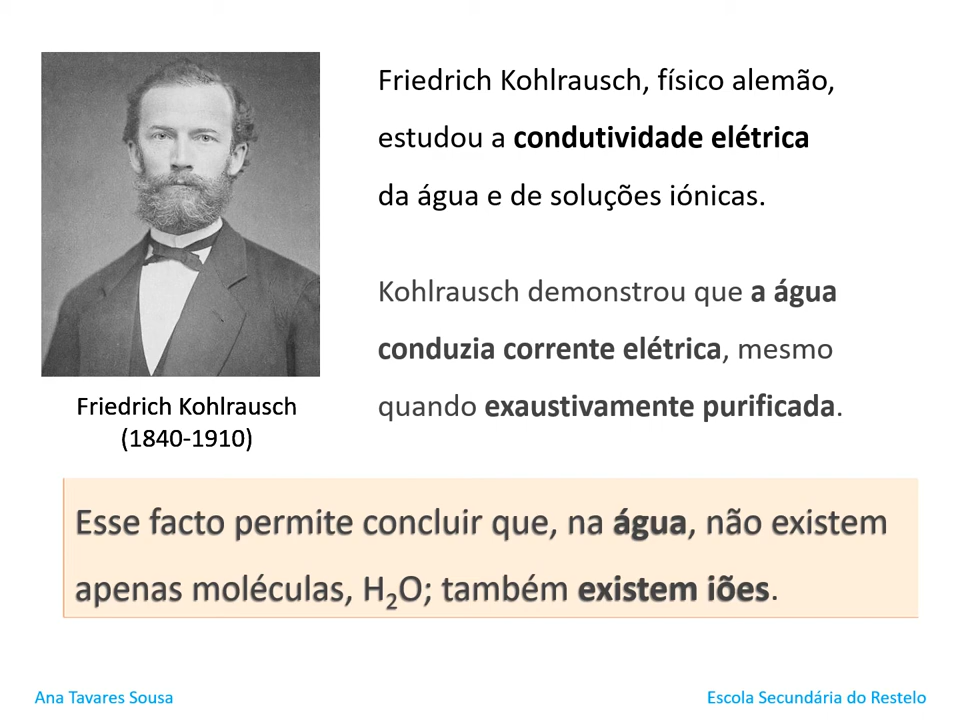 Friedrich Kohlrausch, físico alemão,
estudou a condutividade elétrica
da água e de soluções iónicas.
Kohlrausch demonstrou que a água
conduzia corrente elétrica, mesmo
quando exaustivamente purificada.
Friedrich Kohlrausch
(1840-1910)
Esse facto permite concluir que, na água, não existem
apenas moléculas, H₂O; também existem iões.
Ana Tavares Sousa
Escola Secundária do Restelo